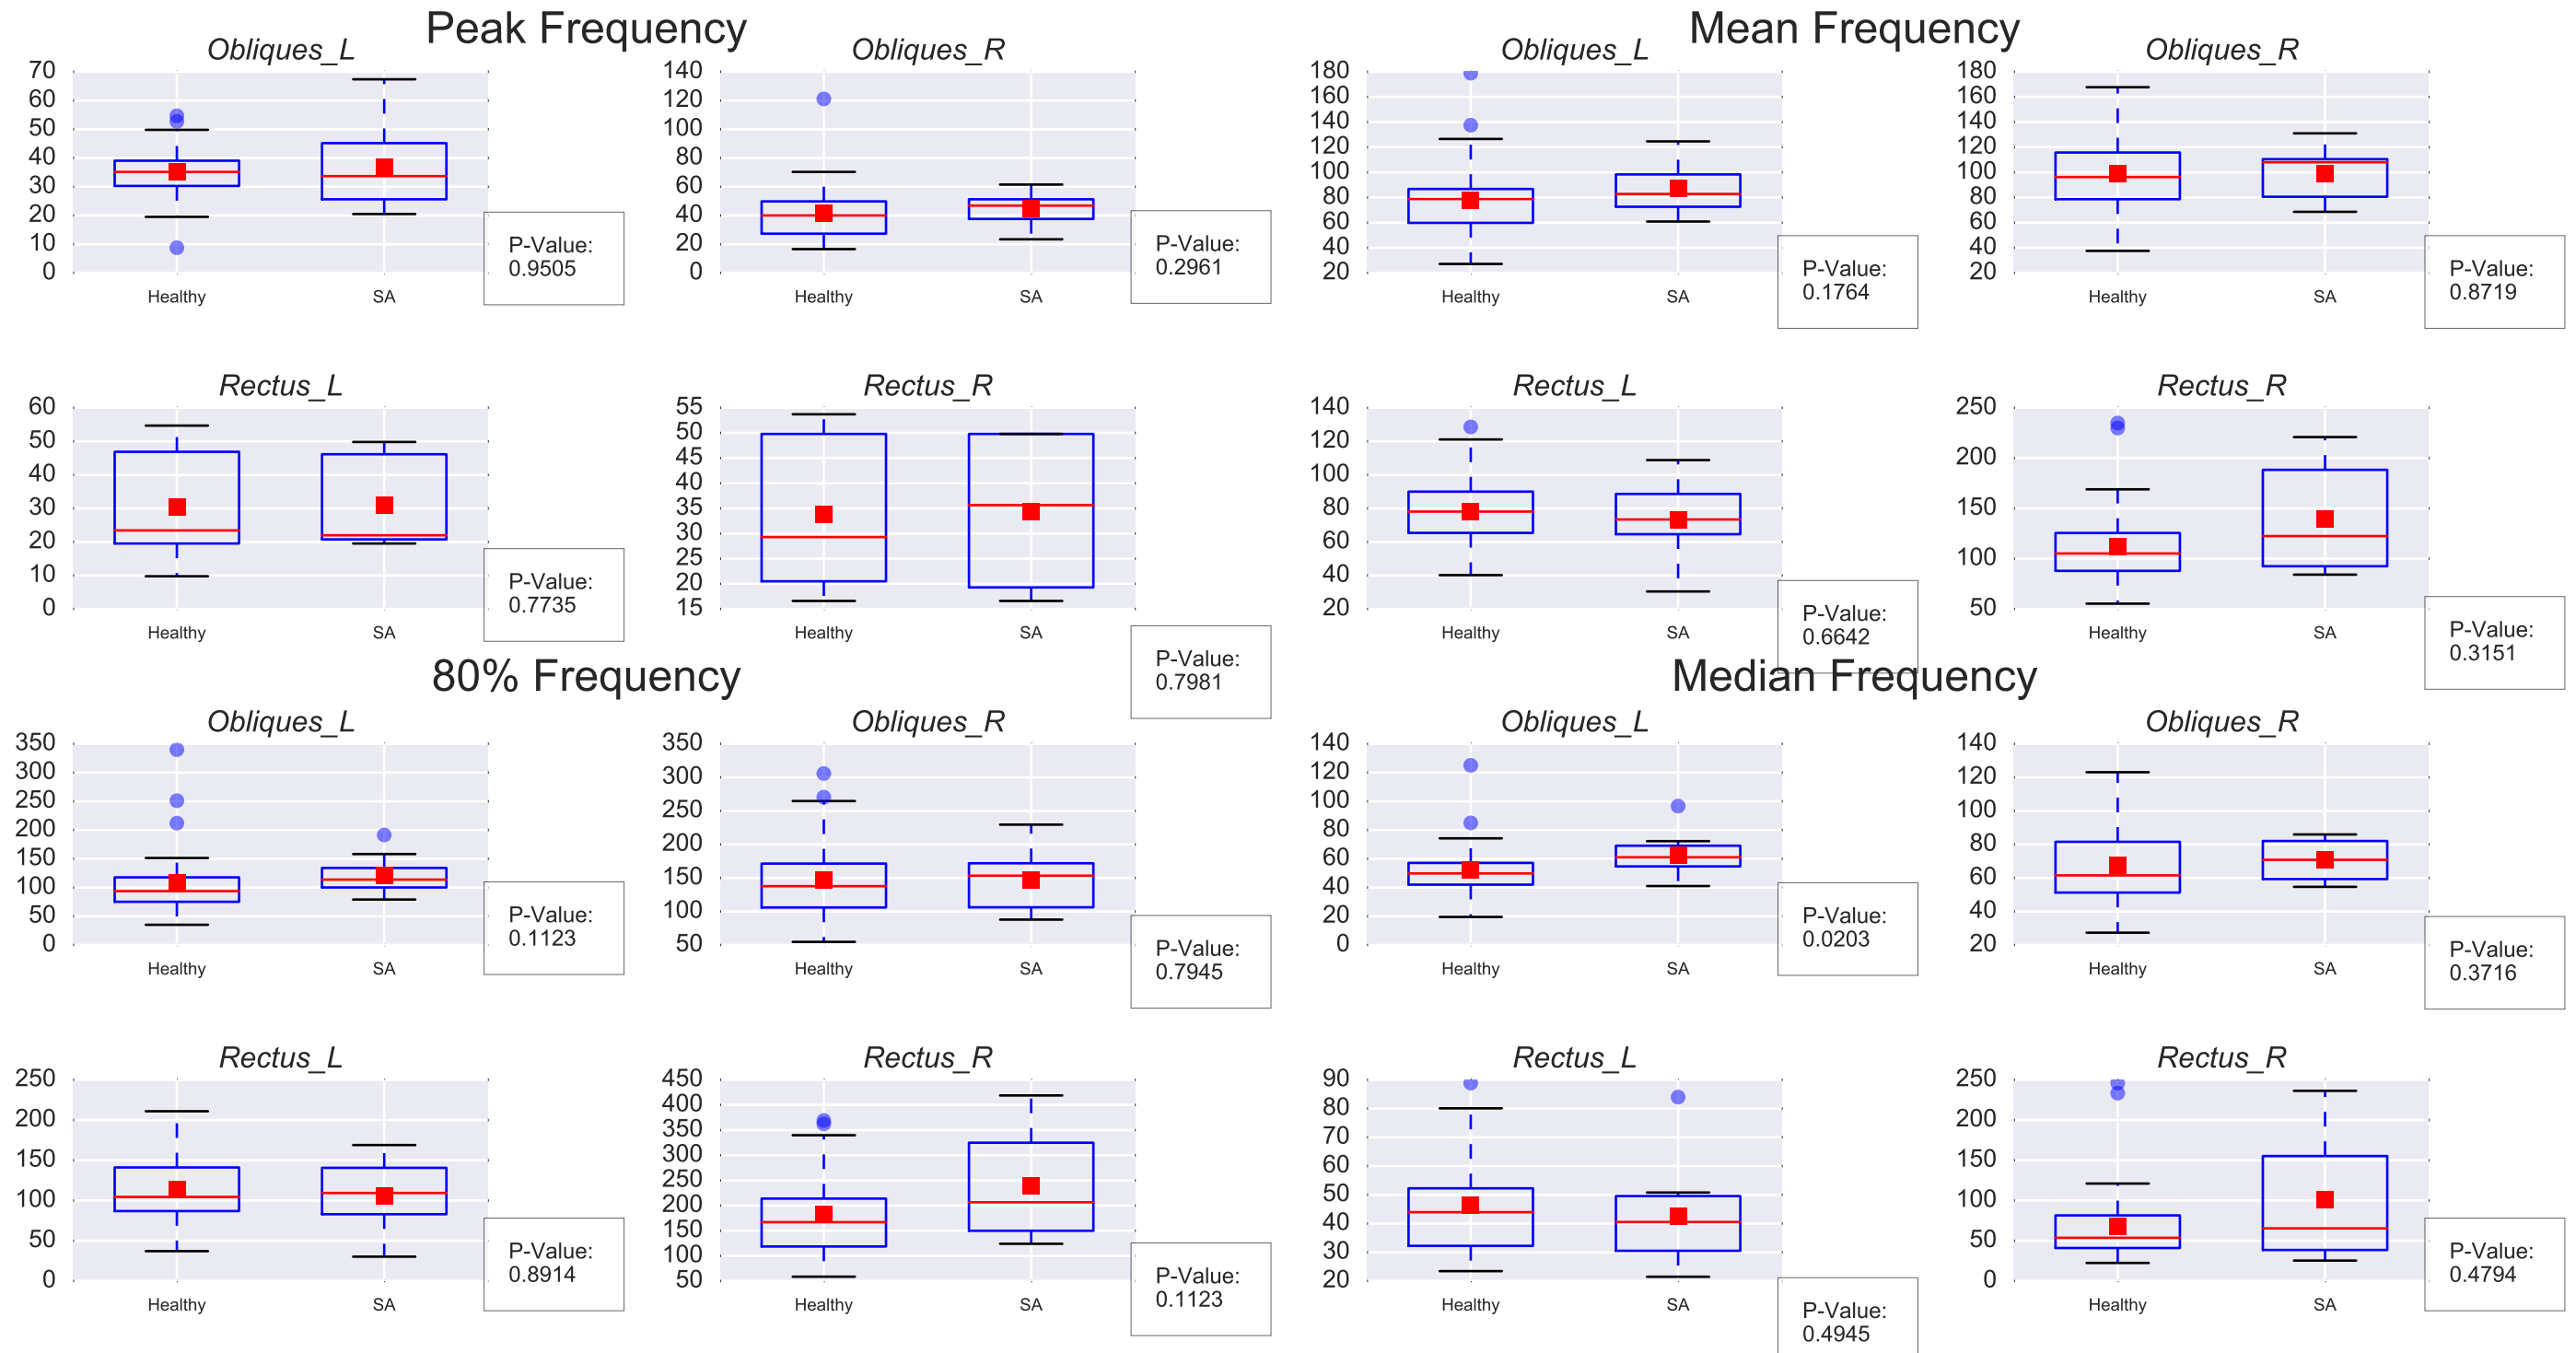 Peak Frequency
Obliques_L
70
60
50
40
30
20
10
0
Healthy
SA
P-Value:
0.9505
Obliques_R
140
120
100
80
60
40
20
0
Healthy
SA
P-Value:
0.2961
Rectus_L
60
50
40
30
20
10
0
Healthy
SA
P-Value:
0.7735
Rectus_R
55
50
45
40
35
30
25
20
15
Healthy
SA
P-Value:
0.7981
Mean Frequency
Obliques_L
180
160
140
120
100
80
60
40
20
Healthy
SA
P-Value:
0.1764
Obliques_R
180
160
140
120
100
80
60
40
20
Healthy
SA
P-Value:
0.8719
Rectus_L
140
120
100
80
60
40
20
Healthy
SA
P-Value:
0.6642
Rectus_R
250
200
150
100
50
Healthy
SA
P-Value:
0.3151
80% Frequency
Obliques_L
350
300
250
200
150
100
50
0
Healthy
SA
P-Value:
0.1123
Obliques_R
350
300
250
200
150
100
50
Healthy
SA
P-Value:
0.7945
Rectus_L
250
200
150
100
50
0
Healthy
SA
P-Value:
0.8914
Rectus_R
450
400
350
300
250
200
150
100
50
Healthy
SA
P-Value:
0.1123
Median Frequency
Obliques_L
140
120
100
80
60
40
20
0
Healthy
SA
P-Value:
0.0203
Obliques_R
140
120
100
80
60
40
20
Healthy
SA
P-Value:
0.3716
Rectus_L
90
80
70
60
50
40
30
20
Healthy
SA
P-Value:
0.4945
Rectus_R
250
200
150
100
50
0
Healthy
SA
P-Value:
0.4794